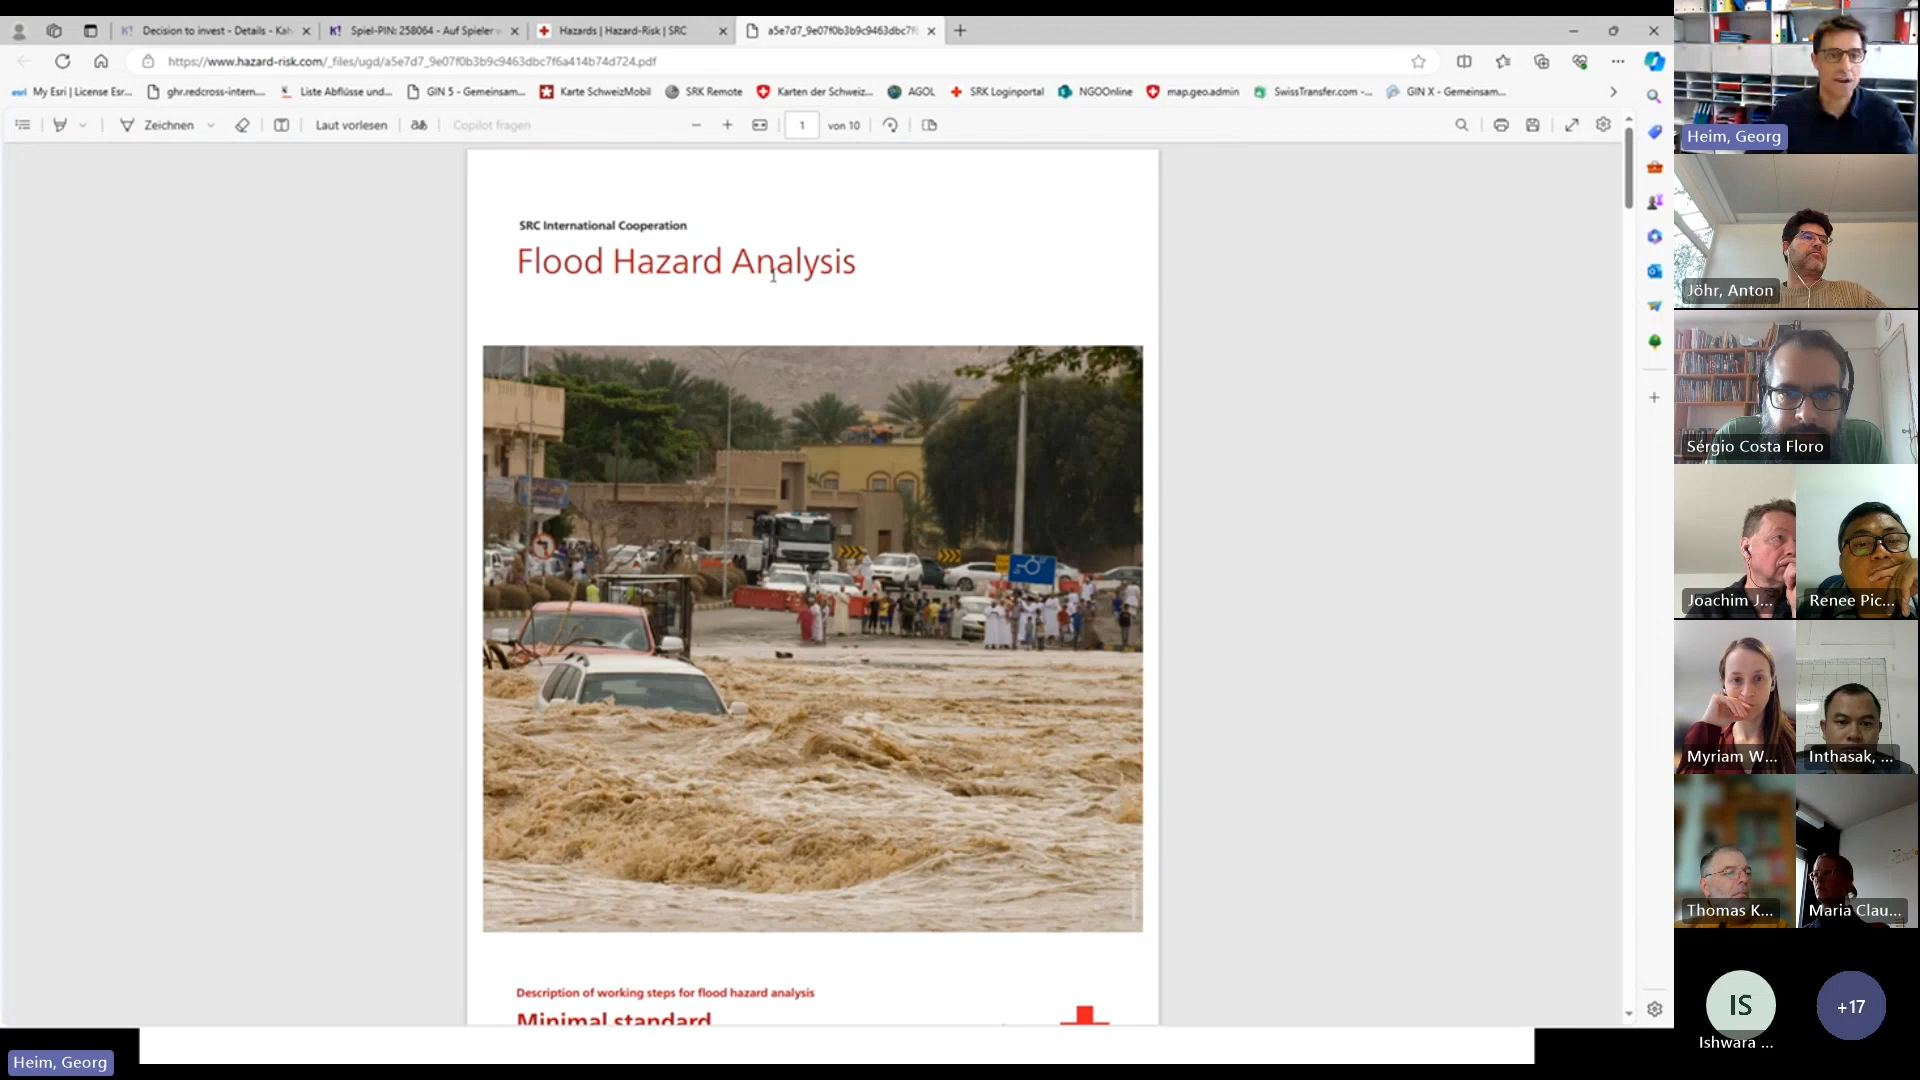 Decision to invest - Details - Kah
Spiel-PIN: 258064 - Auf Spieler w
Hazards | Hazard-Risk | SRC
a5e7d7_9e07f0b3b9c9463dbc7f6
https://www.hazard-risk.com/_files/ugd/a5e7d7_9e07f0b3b9c9463dbc7f6a414b74d724.pdf
esri My Esri | License Esr...
ghr.redcross-intern...
Liste Abflüsse und...
GIN 5 - Gemeinsam...
Karte SchweizMobil
SRK Remote
Karten der Schweiz...
AGOL
SRK Loginportal
NGOOnline
map.geo.admin
SwissTransfer.com -...
GIN X - Gemeinsam...
Zeichnen
Laut vorlesen
aあ
Copilot fragen
1 von 10
SRC International Cooperation
Flood Hazard Analysis
Description of working steps for flood hazard analysis
Minimal standard
Heim, Georg
Jöhr, Anton
Sérgio Costa Floro
Joachim J...
Renee Pic...
Myriam W...
Inthasak, ...
Thomas K...
Maria Clau...
IS
+17
Ishwara ...
Heim, Georg